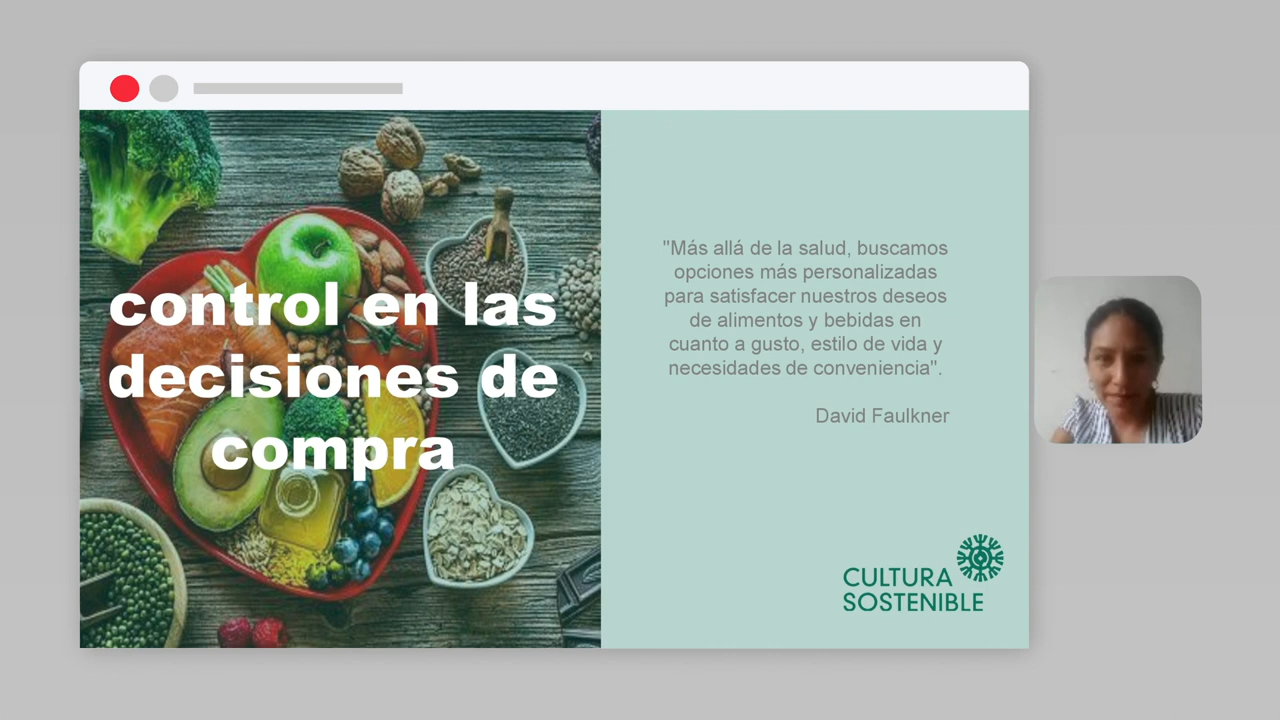 control en las
decisiones de
compra
"Más allá de la salud, buscamos
opciones más personalizadas
para satisfacer nuestros deseos
de alimentos y bebidas en
cuanto a gusto, estilo de vida y
necesidades de conveniencia".
David Faulkner
CULTURA
SOSTENIBLE